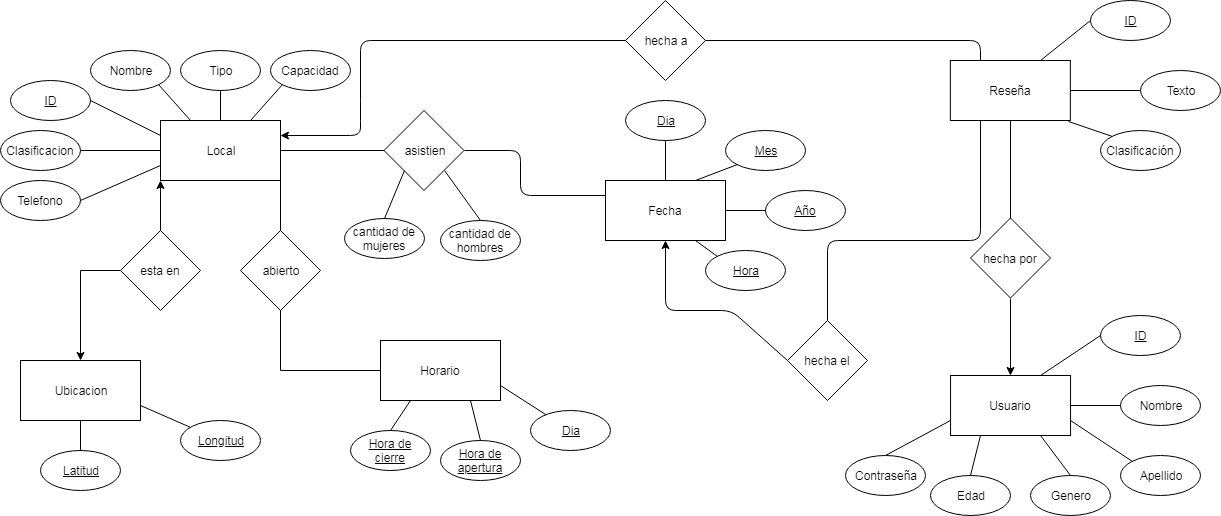 ID
hecha a
Nombre
Tipo
Capacidad
Reseña
Texto
ID
Dia
Clasificacion
Local
asistien
Mes
Clasificación
Telefono
Fecha
Año
cantidad de
mujeres
cantidad de
hombres
esta en
abierto
Hora
hecha por
ID
hecha el
Ubicacion
Horario
Usuario
Nombre
Longitud
Hora de
cierre
Hora de
apertura
Dia
Latitud
Contraseña
Edad
Genero
Apellido